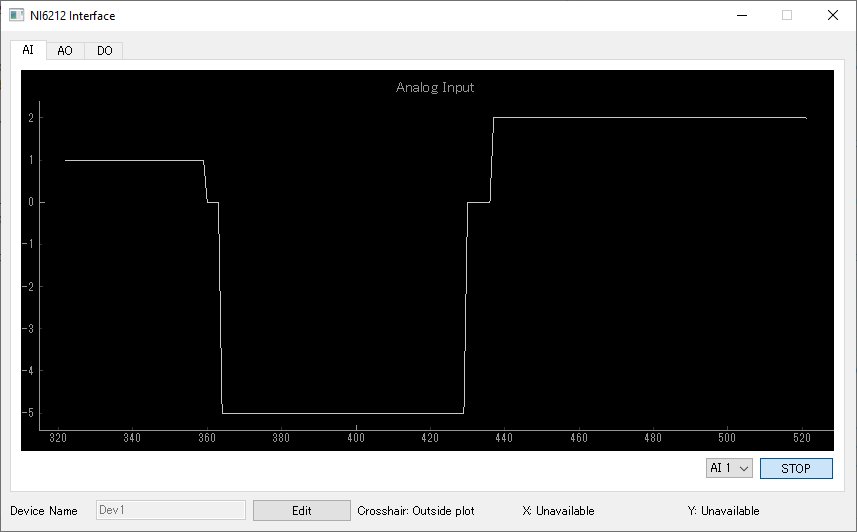 NI6212 Interface
AI AO DO
Analog Input
2
1
0
-1
-2
-3
-4
-5
320 340 360 380 400 420 440 460 480 500 520
AI 1 STOP
Device Name Dev1 Edit Crosshair: Outside plot X: Unavailable Y: Unavailable